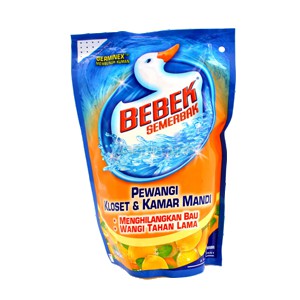 GERMINEX
BEBEK
SEMERBAK
PEWANGI
KLOSET & KAMAR MANDI
• MENGHILANGKAN BAU
• WANGI TAHAN LAMA